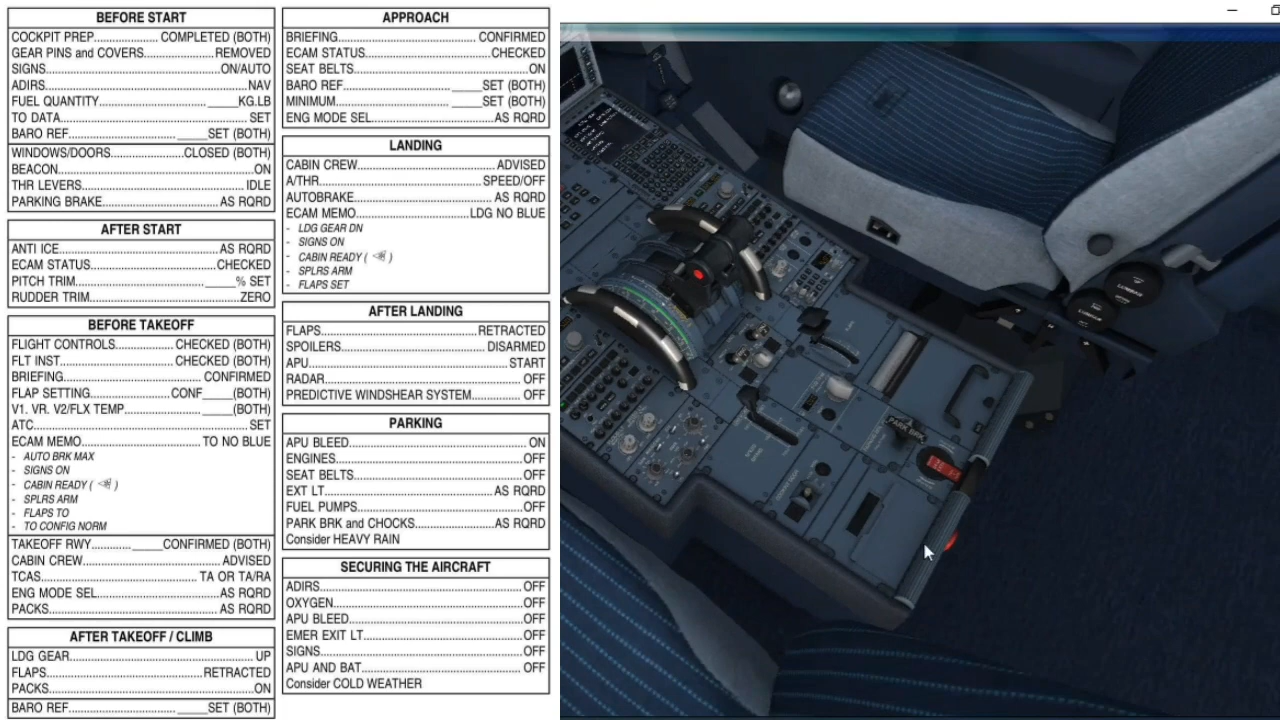 BEFORE START
COCKPIT PREP.................... COMPLETED (BOTH)
GEAR PINS and COVERS.......................REMOVED
SIGNS..................................................ON/AUTO
ADIRS........................................................NAV
FUEL QUANTITY.................................. _____KG.LB
TO DATA.....................................................SET
BARO REF........................... _____SET (BOTH)
WINDOWS/DOORS.......................CLOSED (BOTH)
BEACON........................................................ON
THR LEVERS................................................. IDLE
PARKING BRAKE...................................AS RQRD
AFTER START
ANTI ICE................................................AS RQRD
ECAM STATUS.....................................CHECKED
PITCH TRIM........................................_____% SET
RUDDER TRIM...............................................ZERO
BEFORE TAKEOFF
FLIGHT CONTROLS.................. CHECKED (BOTH)
FLT INST.................................... CHECKED (BOTH)
BRIEFING........................................... CONFIRMED
FLAP SETTING.........................CONF_____(BOTH)
V1. VR. V2/FLX TEMP.........................._____(BOTH)
ATC............................................................SET
ECAM MEMO.....................................TO NO BLUE
- AUTO BRK MAX
- SIGNS ON
- CABIN READY ( )
- SPLRS ARM
- FLAPS TO
- TO CONFIG NORM
TAKEOFF RWY............._____CONFIRMED (BOTH)
CABIN CREW.........................................ADVISED
TCAS.................................................. TA OR TA/RA
ENG MODE SEL......................................AS RQRD
PACKS................................................... AS RQRD
AFTER TAKEOFF / CLIMB
LDG GEAR...................................................... UP
FLAPS...............................................RETRACTED
PACKS..........................................................ON
BARO REF....................................._____SET (BOTH)
APPROACH
BRIEFING.............................................. CONFIRMED
ECAM STATUS..........................................CHECKED
SEAT BELTS.....................................................ON
BARO REF....................................._____SET (BOTH)
MINIMUM......................................_____SET (BOTH)
ENG MODE SEL........................................AS RQRD
LANDING
CABIN CREW...........................................ADVISED
A/THR.................................................SPEED/OFF
AUTOBRAKE............................................AS RQRD
ECAM MEMO....................................LDG NO BLUE
- LDG GEAR DN
- SIGNS ON
- CABIN READY ( )
- SPLRS ARM
- FLAPS SET
AFTER LANDING
FLAPS...............................................RETRACTED
SPOILERS................................................ DISARMED
APU..........................................................START
RADAR......................................................... OFF
PREDICTIVE WINDSHEAR SYSTEM............... OFF
PARKING
APU BLEED..................................................... ON
ENGINES......................................................OFF
SEAT BELTS...................................................OFF
EXT LT...................................................AS RQRD
FUEL PUMPS...................................................OFF
PARK BRK and CHOCKS..........................AS RQRD
Consider HEAVY RAIN
SECURING THE AIRCRAFT
ADIRS.........................................................OFF
OXYGEN.......................................................OFF
APU BLEED....................................................OFF
EMER EXIT LT.................................................OFF
SIGNS.........................................................OFF
APU AND BAT................................................. OFF
Consider COLD WEATHER
PARK BRK